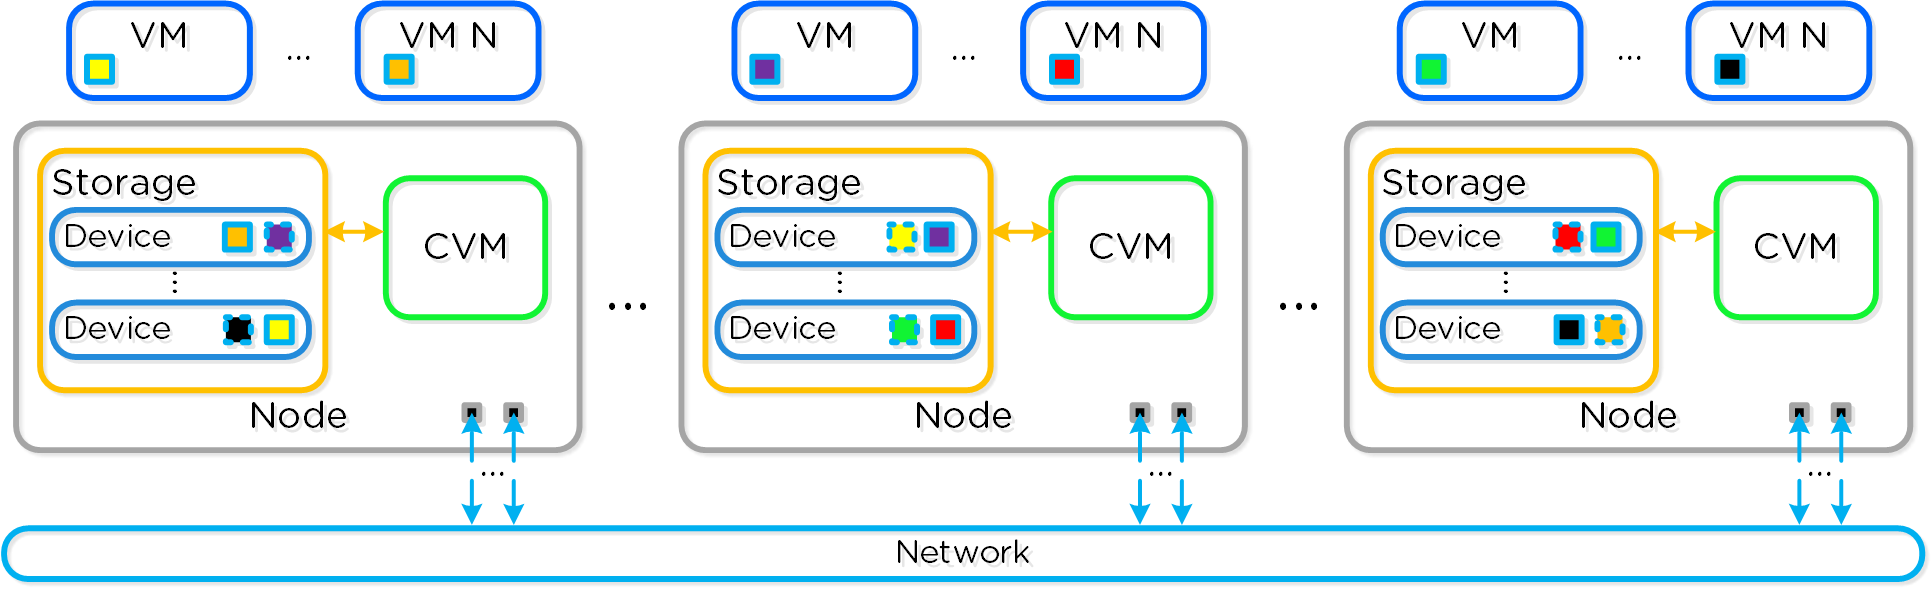 VM ... VM N VM ... VM N VM ... VM N
Storage Storage Storage
Device Device Device
CVM CVM CVM
... ...
Device Device Device
Node Node Node
... ... ...
Network